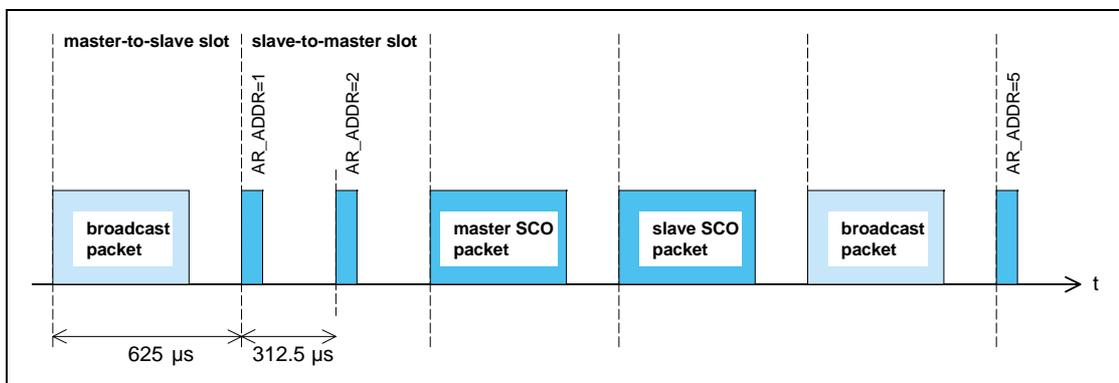 master-to-slave slot
slave-to-master slot
AR_ADDR=1
AR_ADDR=2
AR_ADDR=5
broadcast
packet
master SCO
packet
slave SCO
packet
broadcast
packet
t
625 µs
312.5 µs